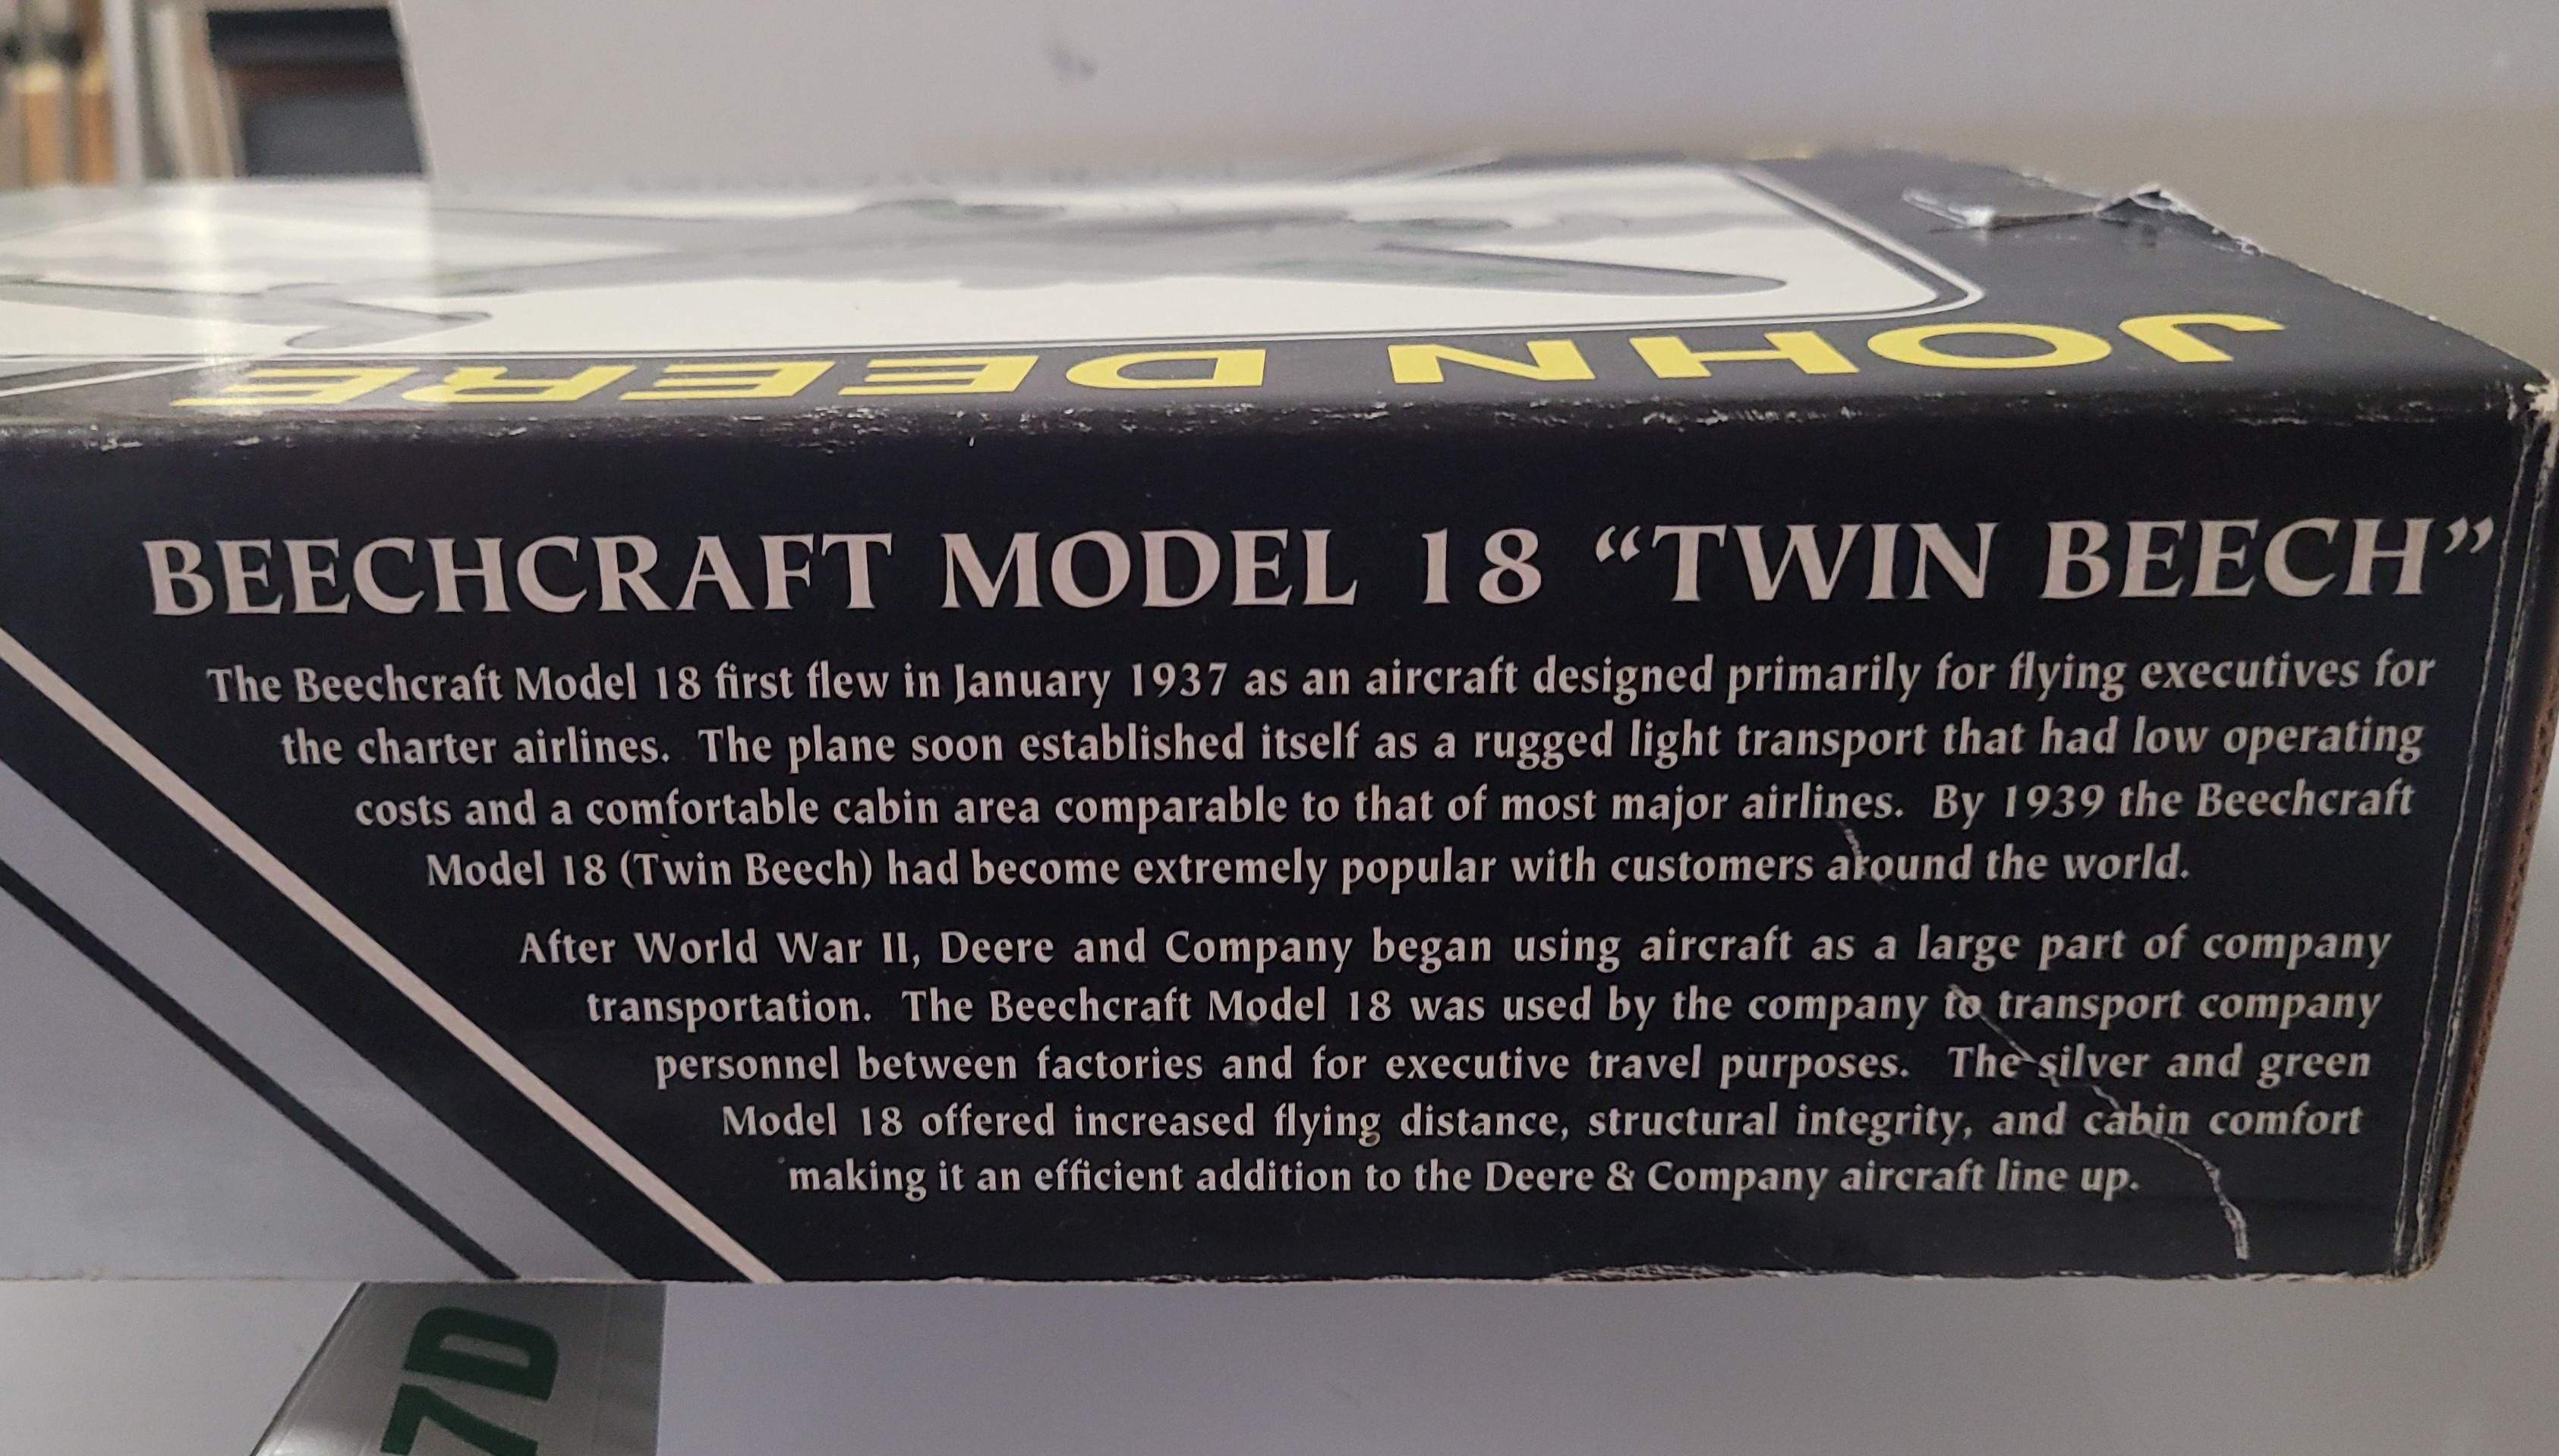 JOHN DEERE
BEECHCRAFT MODEL 18 “TWIN BEECH”
The Beechcraft Model 18 first flew in January 1937 as an aircraft designed primarily for flying executives for
the charter airlines. The plane soon established itself as a rugged light transport that had low operating
costs and a comfortable cabin area comparable to that of most major airlines. By 1939 the Beechcraft
Model 18 (Twin Beech) had become extremely popular with customers around the world.
After World War II, Deere and Company began using aircraft as a large part of company
transportation. The Beechcraft Model 18 was used by the company to transport company
personnel between factories and for executive travel purposes. The silver and green
Model 18 offered increased flying distance, structural integrity, and cabin comfort
making it an efficient addition to the Deere & Company aircraft line up.
7D